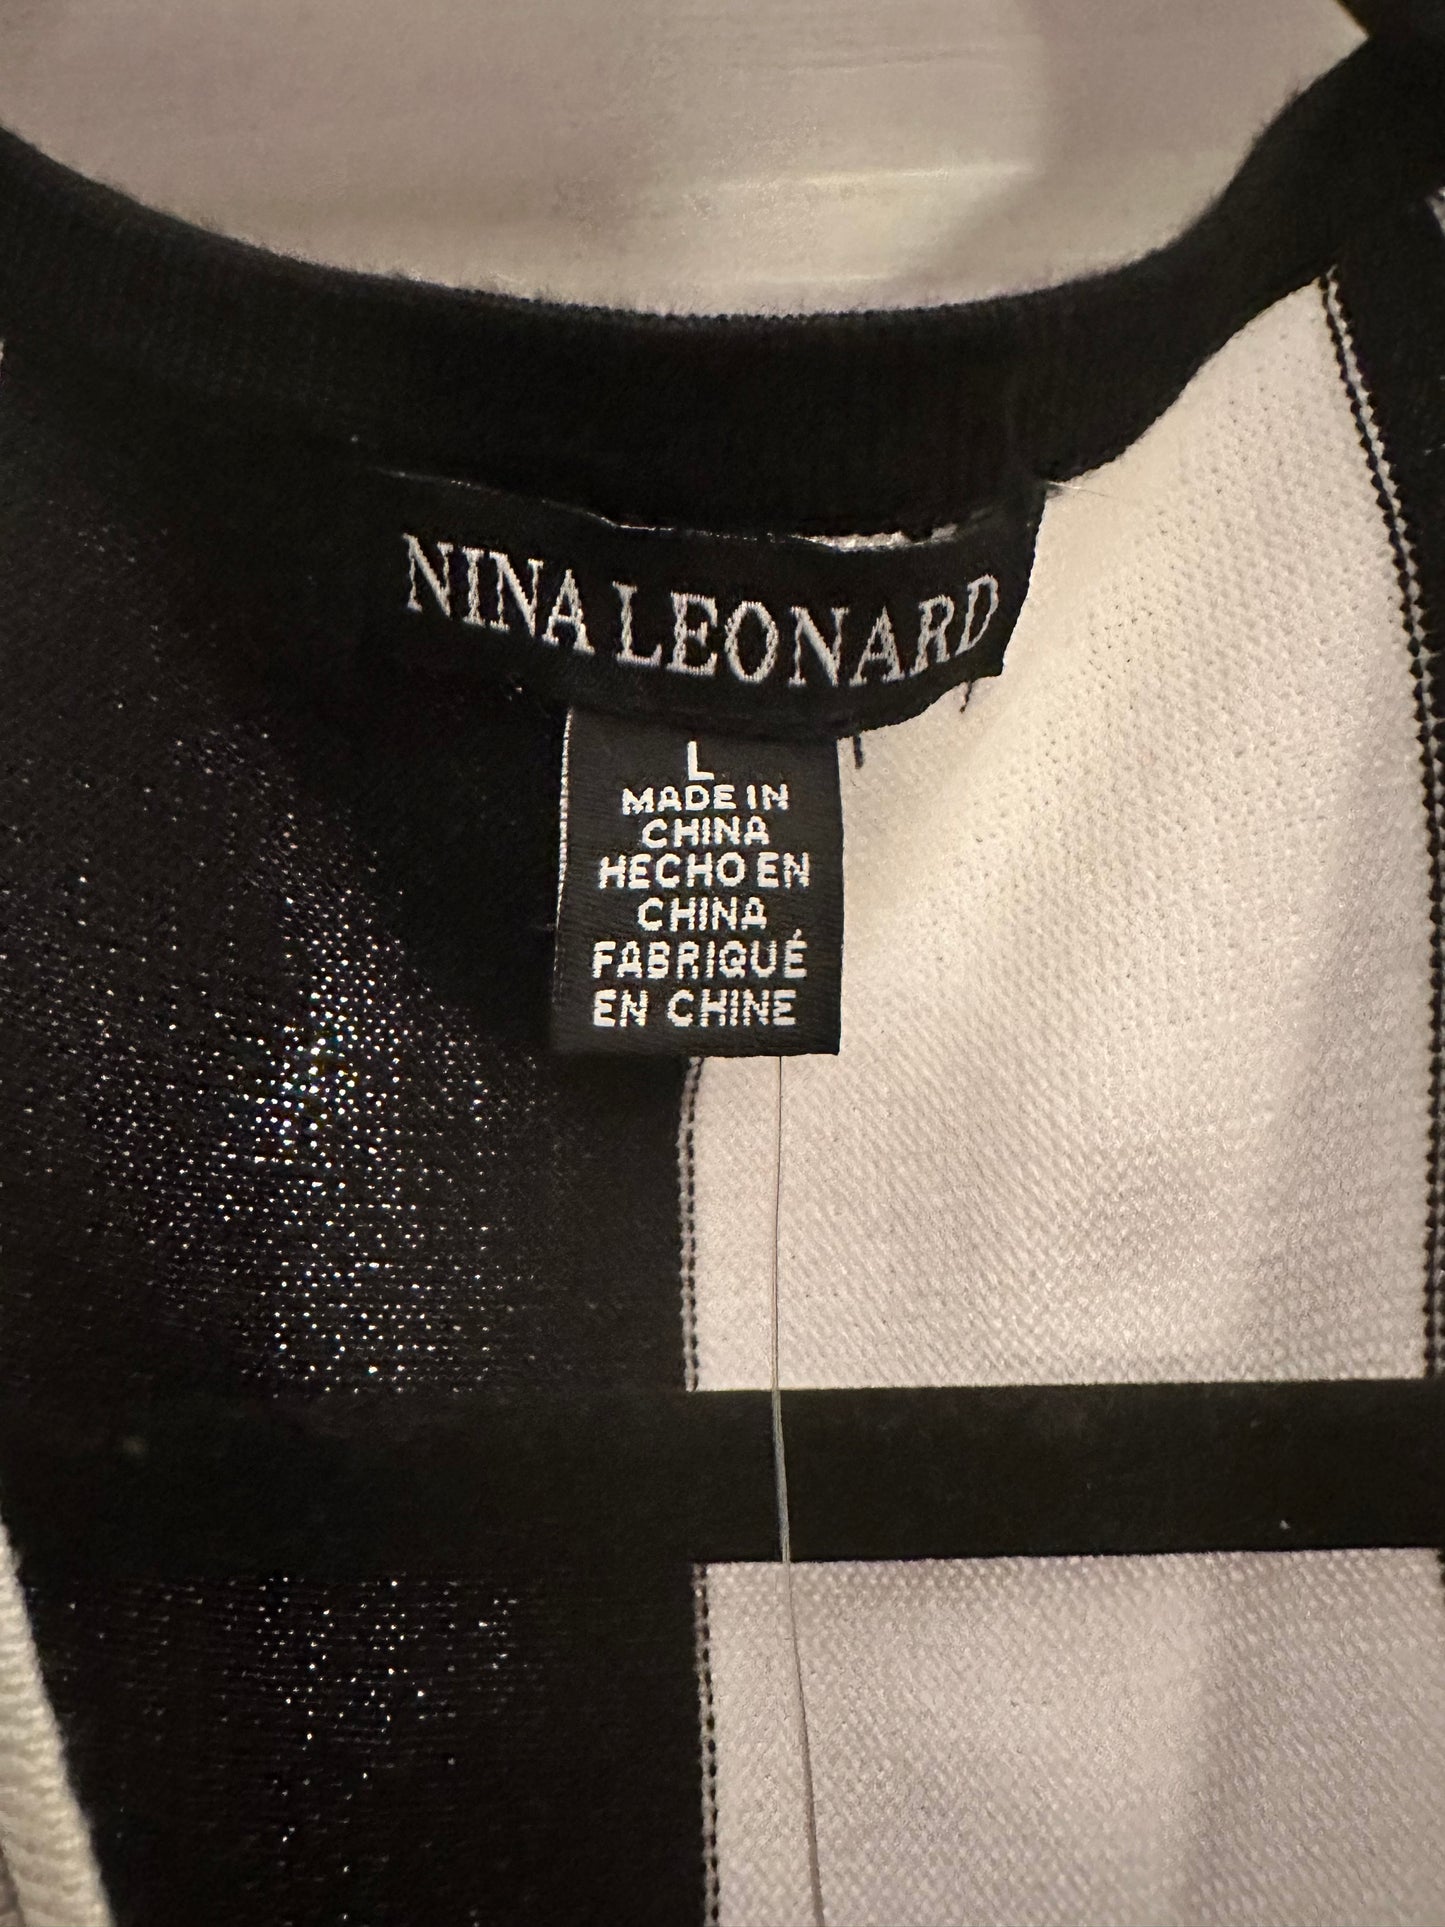 NINA LEONARD
L
MADE IN
CHINA
HECHO EN
CHINA
FABRIQUÉ
EN CHINE